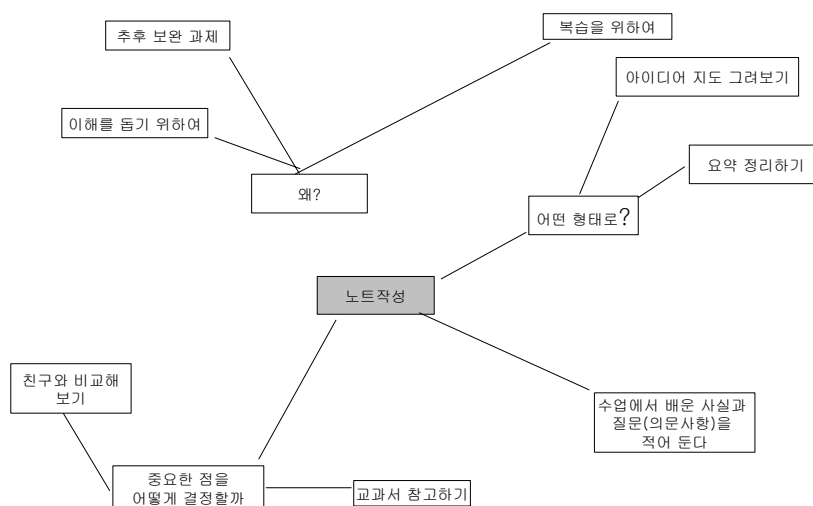 추후 보완 과제
복습을 위하여
아이디어 지도 그려보기
이해를 돕기 위하여
요약 정리하기
왜?
어떤 형태로?
노트작성
친구와 비교해
보기
수업에서 배운 사실과
질문(의문사항)을
적어 둔다
중요한 점을
어떻게 결정할까
교과서 참고하기